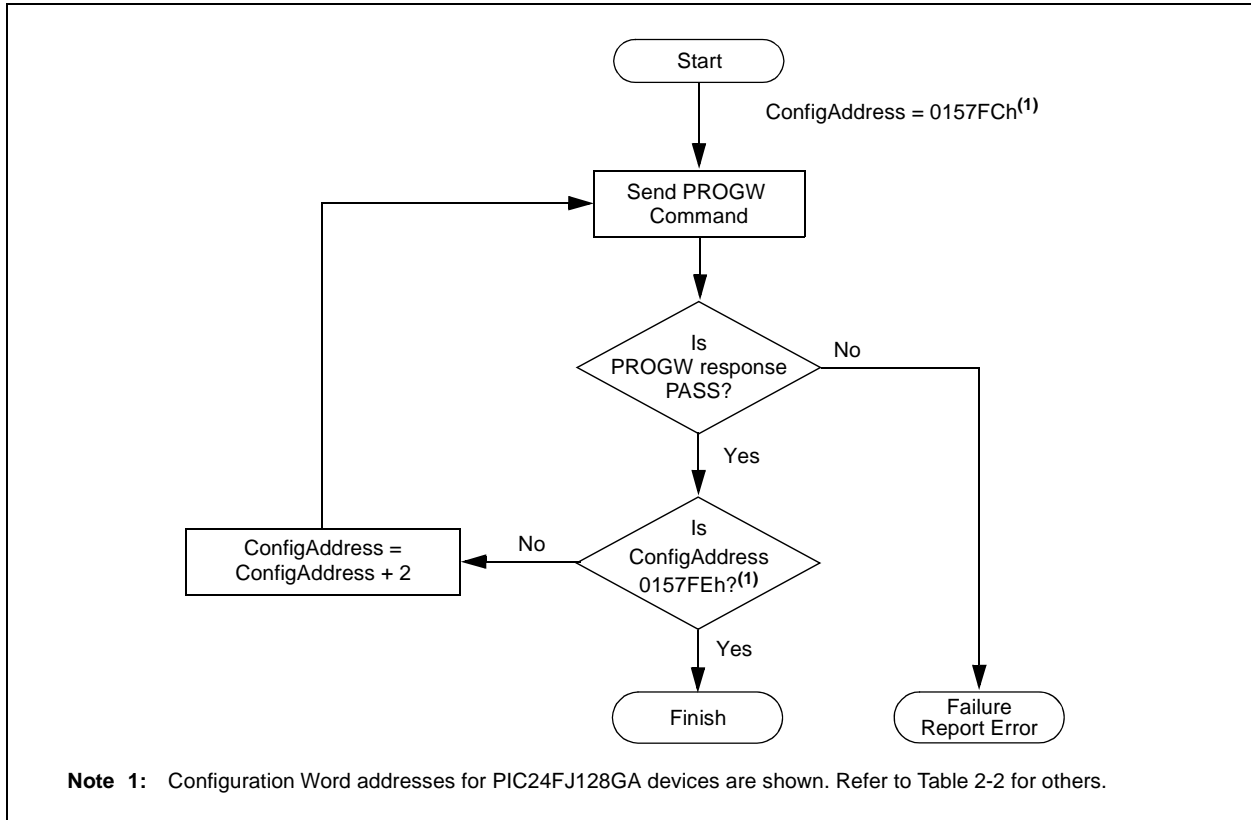 Start
ConfigAddress = 0157FCh(1)
Send PROGW
Command
Is
PROGW response
PASS?
No
Yes
Is
ConfigAddress
0157FEh?(1)
No
ConfigAddress =
ConfigAddress + 2
Yes
Finish
Failure
Report Error
Note 1: Configuration Word addresses for PIC24FJ128GA devices are shown. Refer to Table 2-2 for others.